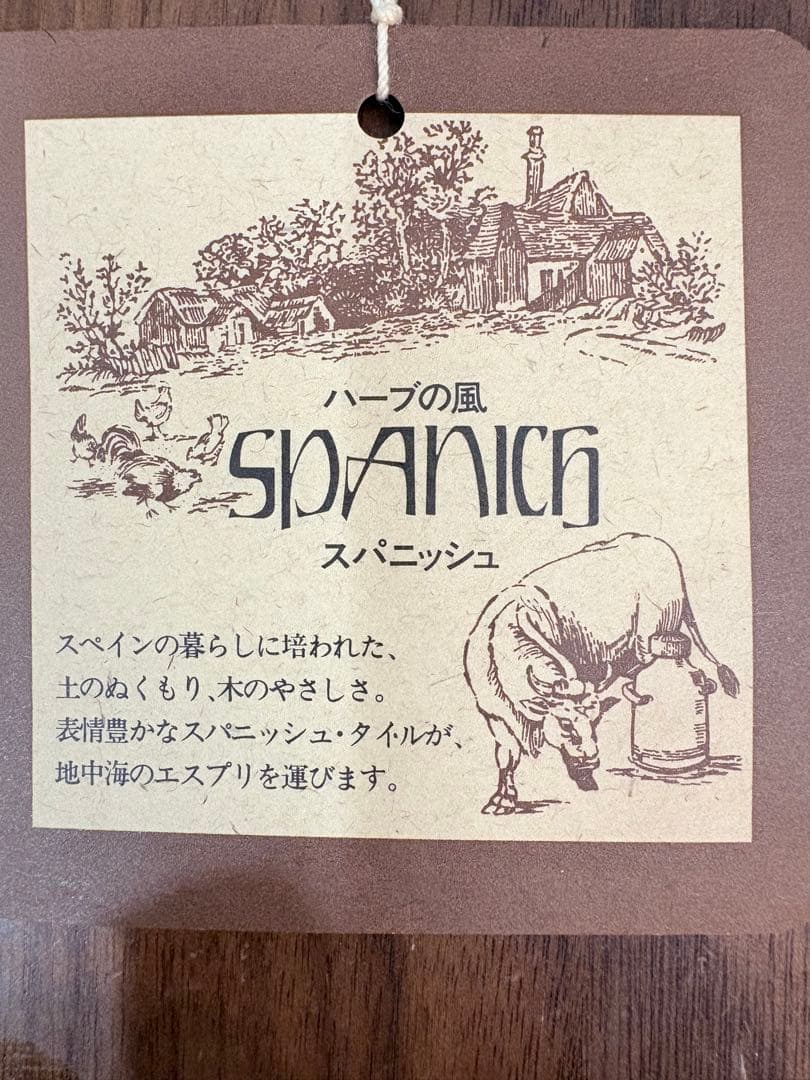 ハーブの風
SPANICH
スパニッシュ
スペインの暮らしに培われた、
土のぬくもり、木のやさしさ。
表情豊かなスパニッシュ・タイルが、
地中海のエスプリを運びます。